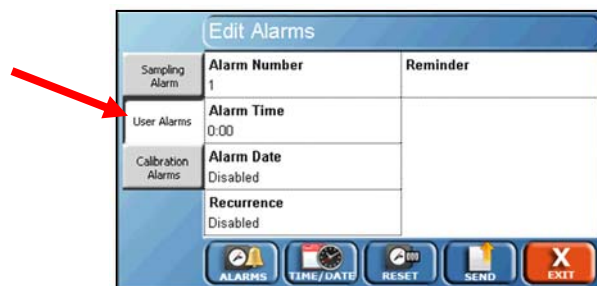 Edit Alarms
Sampling
Alarm
User Alarms
Calibration
Alarms
Alarm Number
1
Reminder
Alarm Time
0:00
Alarm Date
Disabled
Recurrence
Disabled
ALARMS
TIME/DATE
RESET
SEND
X
EXIT